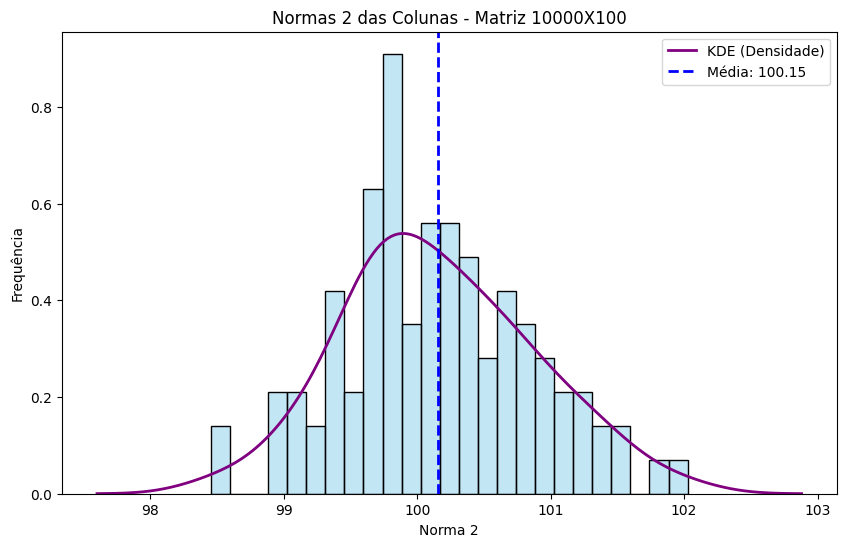 Normas 2 das Colunas - Matriz 10000X100
KDE (Densidade)
Média: 100.15
Frequência
0.8
0.6
0.4
0.2
0.0
98
99
100
101
102
103
Norma 2